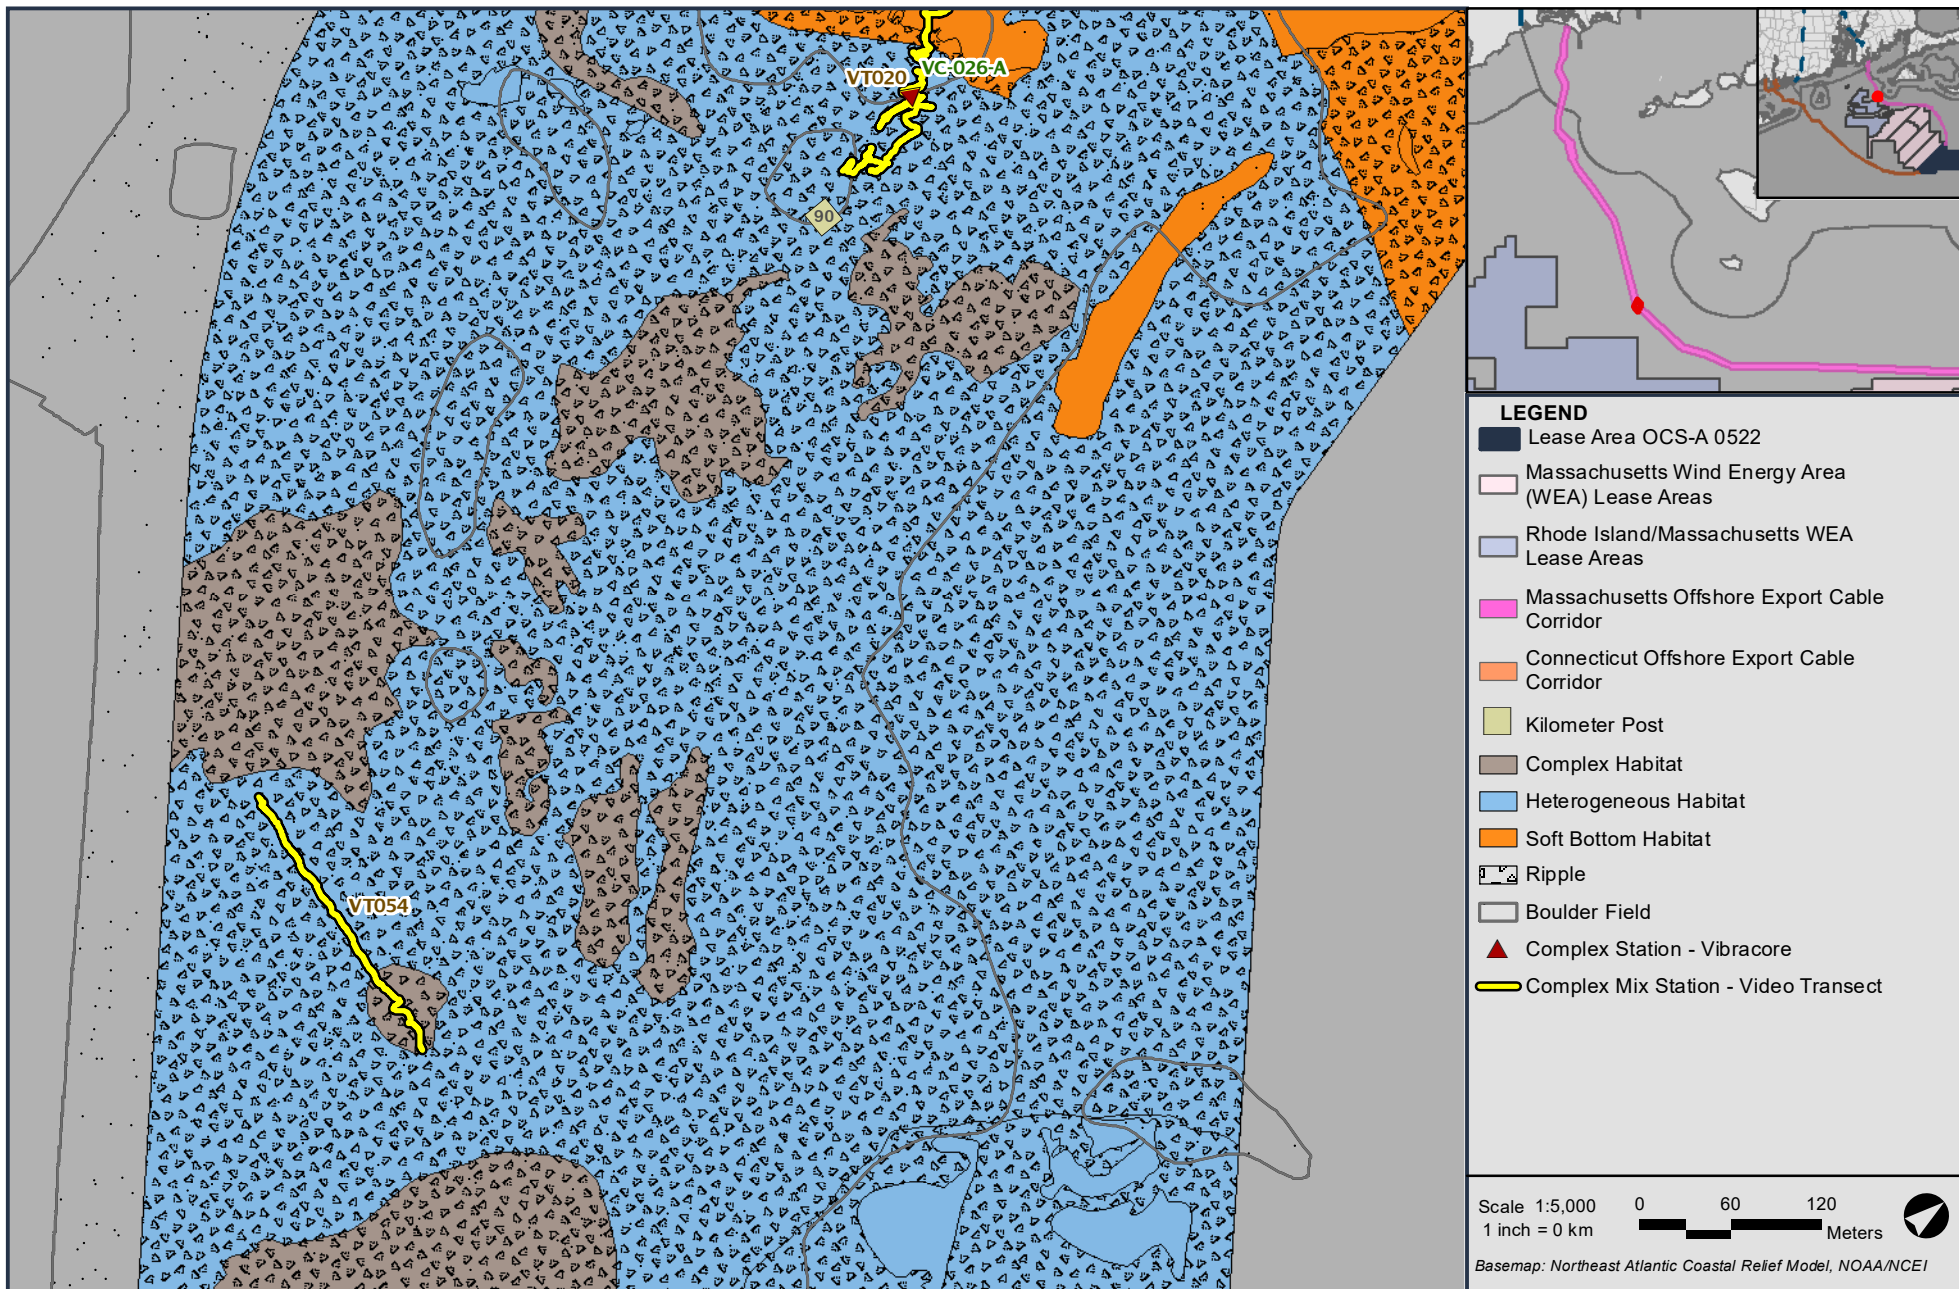 VT020
VC-026-A
90
VT054
LEGEND
Lease Area OCS-A 0522
Massachusetts Wind Energy Area
(WEA) Lease Areas
Rhode Island/Massachusetts WEA
Lease Areas
Massachusetts Offshore Export Cable
Corridor
Connecticut Offshore Export Cable
Corridor
Kilometer Post
Complex Habitat
Heterogeneous Habitat
Soft Bottom Habitat
Ripple
Boulder Field
Complex Station - Vibracore
Complex Mix Station - Video Transect
Scale 1:5,000
1 inch = 0 km
0 60 120
Meters
Basemap: Northeast Atlantic Coastal Relief Model, NOAA/NCEI